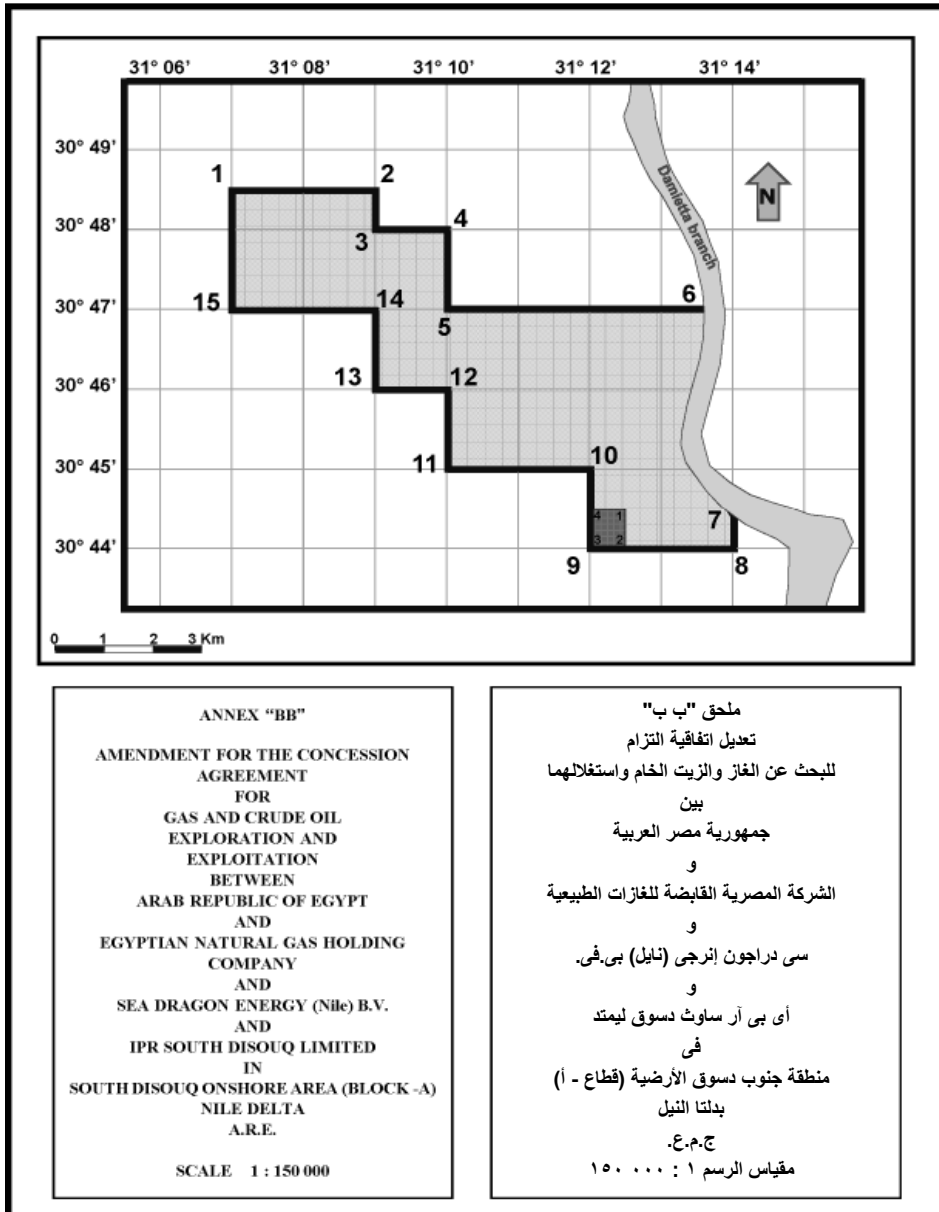 31° 06' 31° 08' 31° 10' 31° 12' 31° 14'
30° 49'
1 2
Damietta branch
N
30° 48'
3 4
30° 47'
15 14 5 6
30° 46'
13 12
30° 45'
11 10
4 1
7
3 2
30° 44'
9 8
0 1 2 3 Km
ANNEX “BB”
AMENDMENT FOR THE CONCESSION
AGREEMENT
FOR
GAS AND CRUDE OIL
EXPLORATION AND
EXPLOITATION
BETWEEN
ARAB REPUBLIC OF EGYPT
AND
EGYPTIAN NATURAL GAS HOLDING
COMPANY
AND
SEA DRAGON ENERGY (Nile) B.V.
AND
IPR SOUTH DISOUQ LIMITED
IN
SOUTH DISOUQ ONSHORE AREA (BLOCK -A)
NILE DELTA
A.R.E.
SCALE 1 : 150 000
ملحق "ب ب"
تعديل اتفاقية التزام
للبحث عن الغاز والزيت الخام واستغلالهما
بين
جمهورية مصر العربية
و
الشركة المصرية القابضة للغازات الطبيعية
و
سى دراجون إنرجى (نايل) بى.فى.
و
أى بى آر ساوث دسوق ليمتد
فى
منطقة جنوب دسوق الأرضية (قطاع - أ)
بدلتا النيل
ج.م.ع.
مقياس الرسم ١ : ٠٠٠ ١٥٠